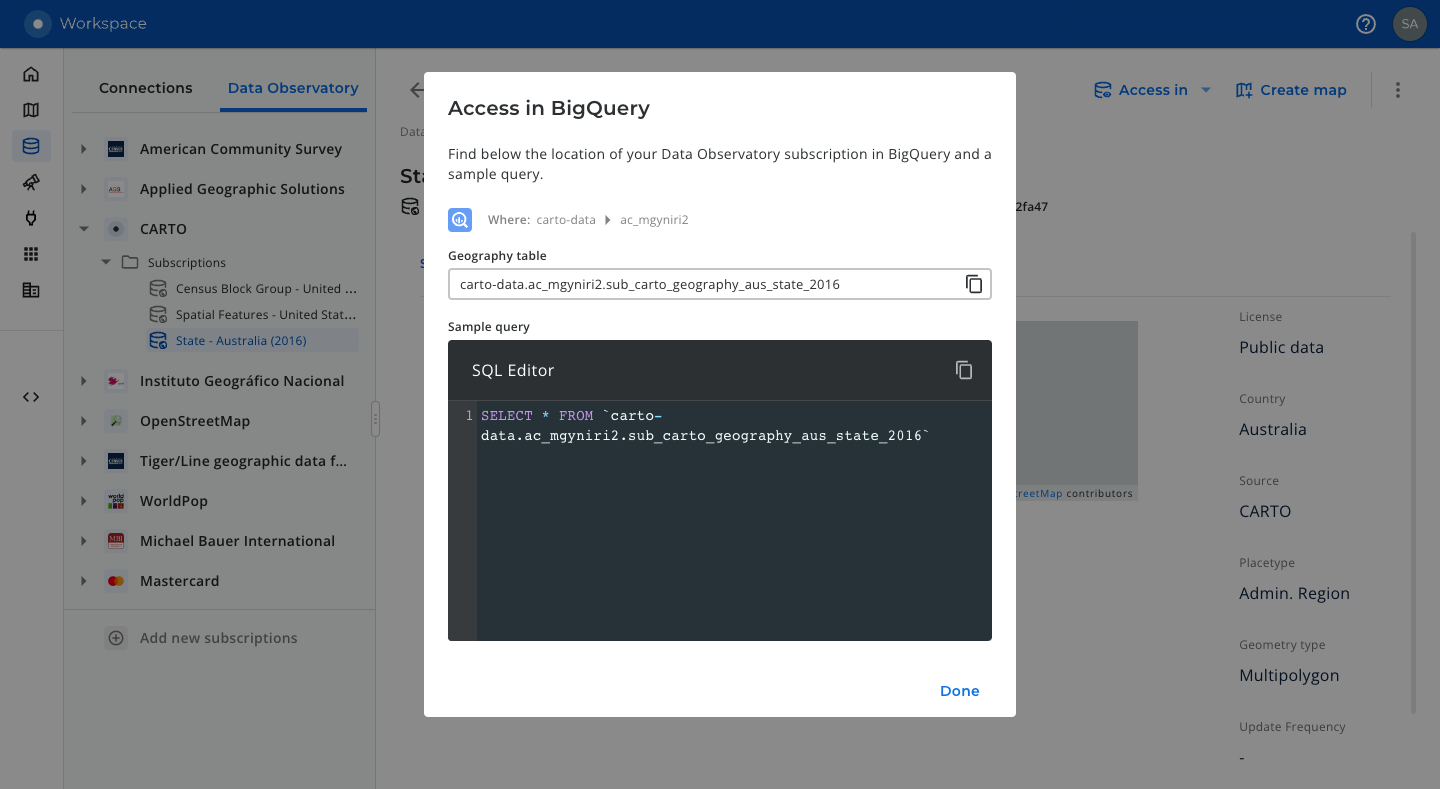 Workspace
SA
Connections
Data Observatory
American Community Survey
Applied Geographic Solutions
CARTO
Subscriptions
Census Block Group - United ...
Spatial Features - United Stat...
State - Australia (2016)
Instituto Geográfico Nacional
OpenStreetMap
Tiger/Line geographic data f...
WorldPop
Michael Bauer International
Mastercard
Add new subscriptions
Access in
Create map
Data
Sta
2fa47
Access in BigQuery
Find below the location of your Data Observatory subscription in BigQuery and a
sample query.
Where: carto-data ac_mgyniri2
Geography table
carto-data.ac_mgyniri2.sub_carto_geography_aus_state_2016
Sample query
SQL Editor
1 SELECT * FROM `carto-
data.ac_mgyniri2.sub_carto_geography_aus_state_2016`
Done
treetMap contributors
License
Public data
Country
Australia
Source
CARTO
Placetype
Admin. Region
Geometry type
Multipolygon
Update Frequency
-